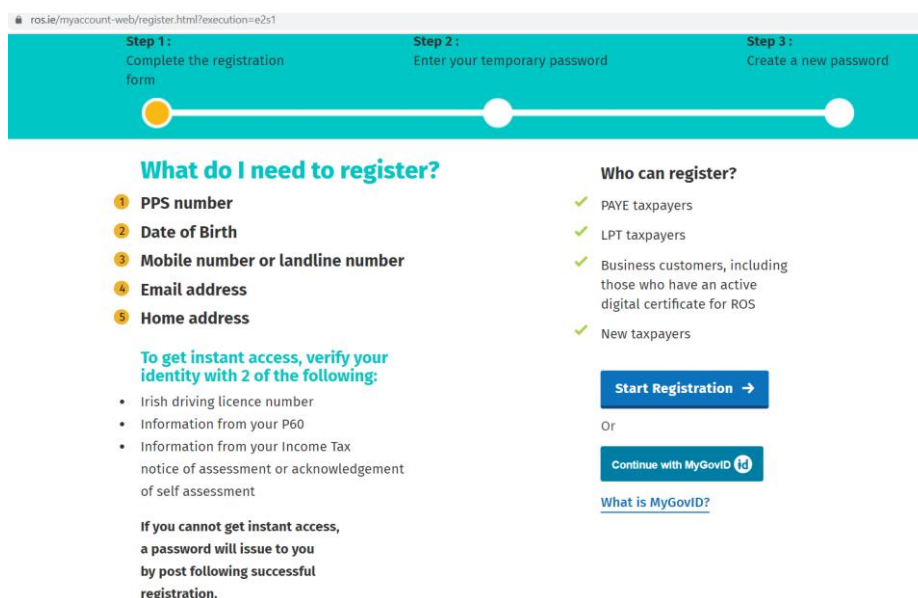 ros.ie/myaccount-web/register.html?execution=e2s1
Step 1 :
Complete the registration
form
Step 2 :
Enter your temporary password
Step 3 :
Create a new password
What do I need to register?
1 PPS number
2 Date of Birth
3 Mobile number or landline number
4 Email address
5 Home address
To get instant access, verify your
identity with 2 of the following:
• Irish driving licence number
• Information from your P60
• Information from your Income Tax
notice of assessment or acknowledgement
of self assessment
If you cannot get instant access,
a password will issue to you
by post following successful
registration.
Who can register?
PAYE taxpayers
LPT taxpayers
Business customers, including
those who have an active
digital certificate for ROS
New taxpayers
Start Registration →
Or
Continue with MyGovID id
What is MyGovID?